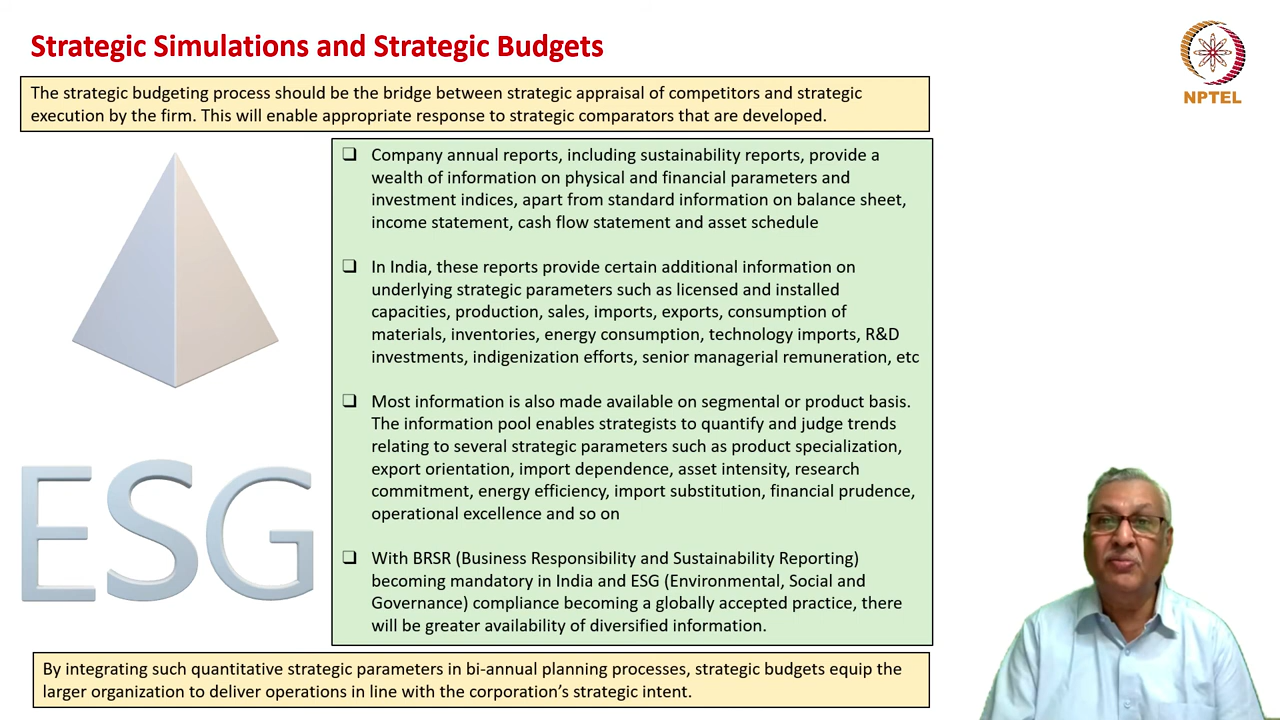 Strategic Simulations and Strategic Budgets
NPTEL
The strategic budgeting process should be the bridge between strategic appraisal of competitors and strategic
execution by the firm. This will enable appropriate response to strategic comparators that are developed.
❑ Company annual reports, including sustainability reports, provide a
wealth of information on physical and financial parameters and
investment indices, apart from standard information on balance sheet,
income statement, cash flow statement and asset schedule
❑ In India, these reports provide certain additional information on
underlying strategic parameters such as licensed and installed
capacities, production, sales, imports, exports, consumption of
materials, inventories, energy consumption, technology imports, R&D
investments, indigenization efforts, senior managerial remuneration, etc
❑ Most information is also made available on segmental or product basis.
The information pool enables strategists to quantify and judge trends
relating to several strategic parameters such as product specialization,
export orientation, import dependence, asset intensity, research
commitment, energy efficiency, import substitution, financial prudence,
operational excellence and so on
❑ With BRSR (Business Responsibility and Sustainability Reporting)
becoming mandatory in India and ESG (Environmental, Social and
Governance) compliance becoming a globally accepted practice, there
will be greater availability of diversified information.
ESG
By integrating such quantitative strategic parameters in bi-annual planning processes, strategic budgets equip the
larger organization to deliver operations in line with the corporation's strategic intent.